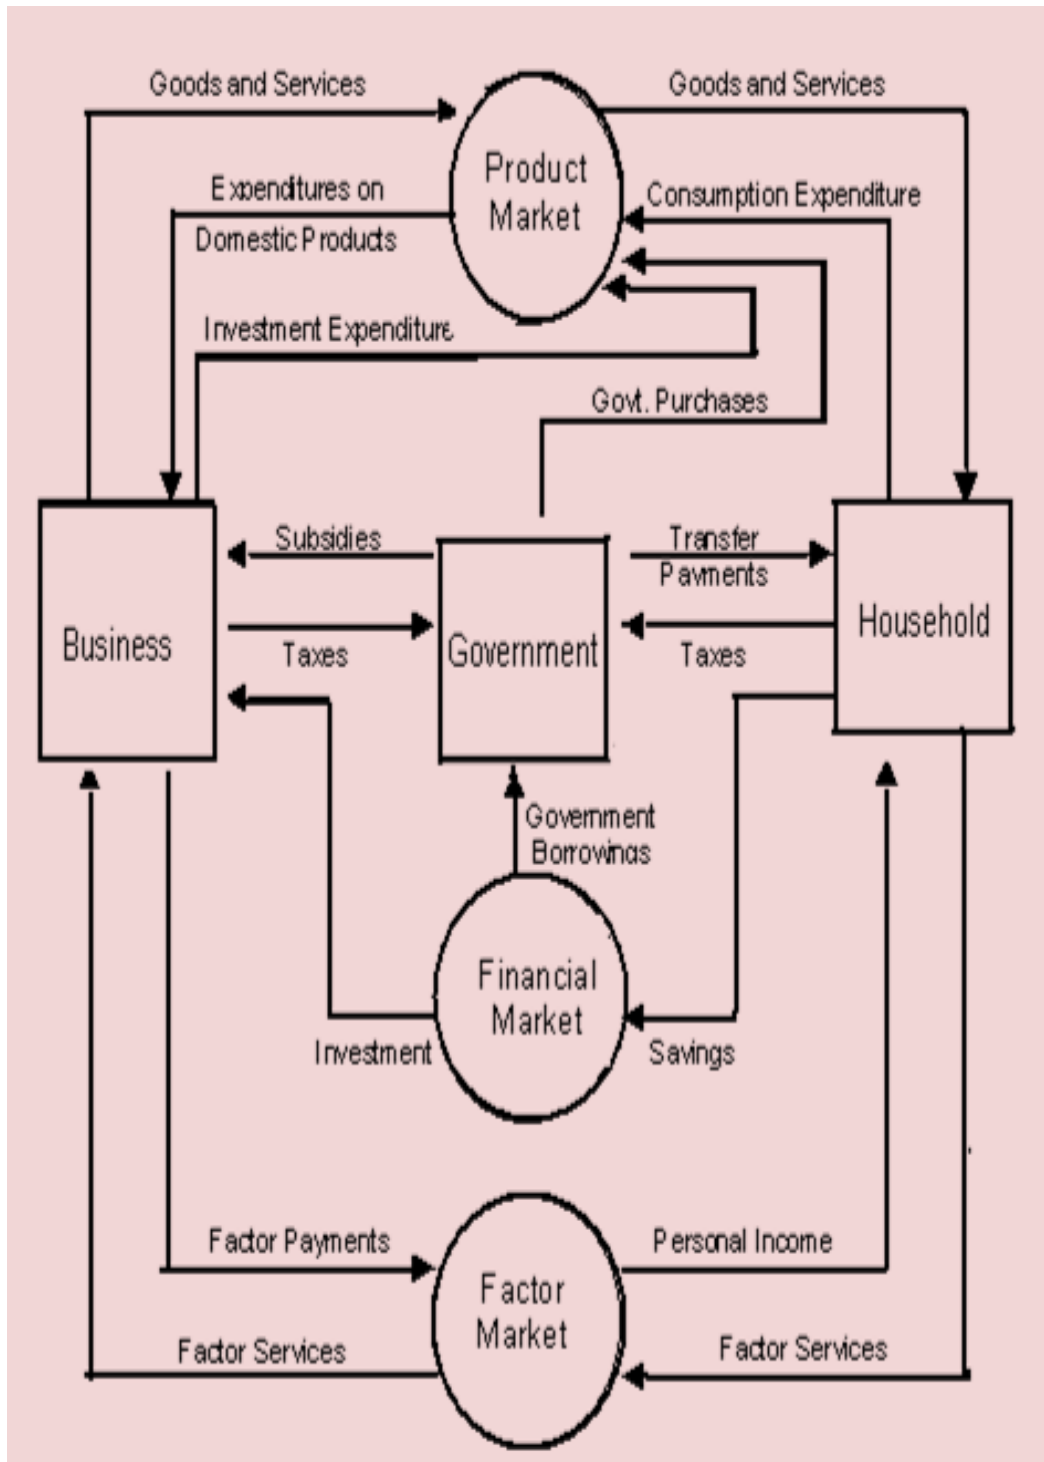 Goods and Services
Goods and Services
Product
Market
Expenditures on
Domestic Products
Consumption Expenditure
Investment Expenditure
Govt. Purchases
Subsidies
Transfer
Payments
Business
Taxes
Government
Taxes
Household
Government
Borrowings
Financial
Market
Investment
Savings
Factor Payments
Personal Income
Factor
Market
Factor Services
Factor Services